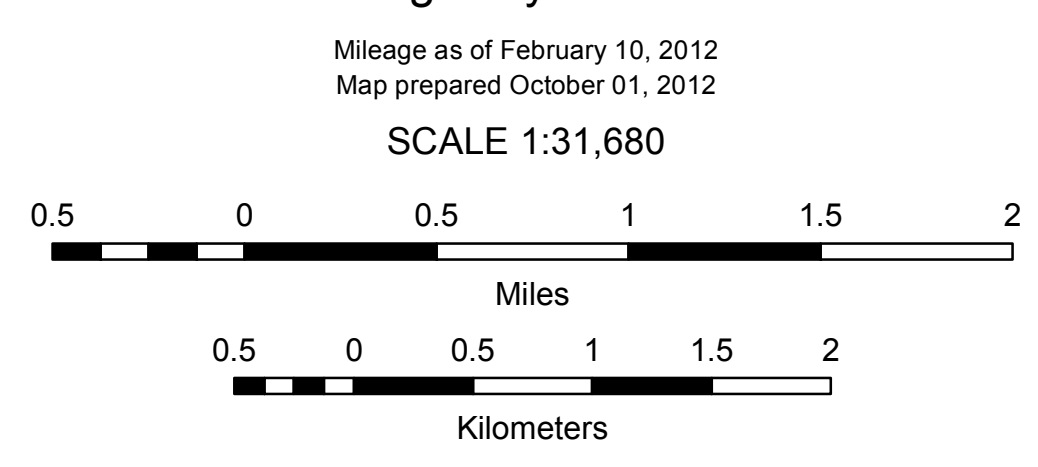 Mileage as of February 10, 2012
Map prepared October 01, 2012
SCALE 1:31,680
0.5 0 0.5 1 1.5 2
Miles
0.5 0 0.5 1 1.5 2
Kilometers